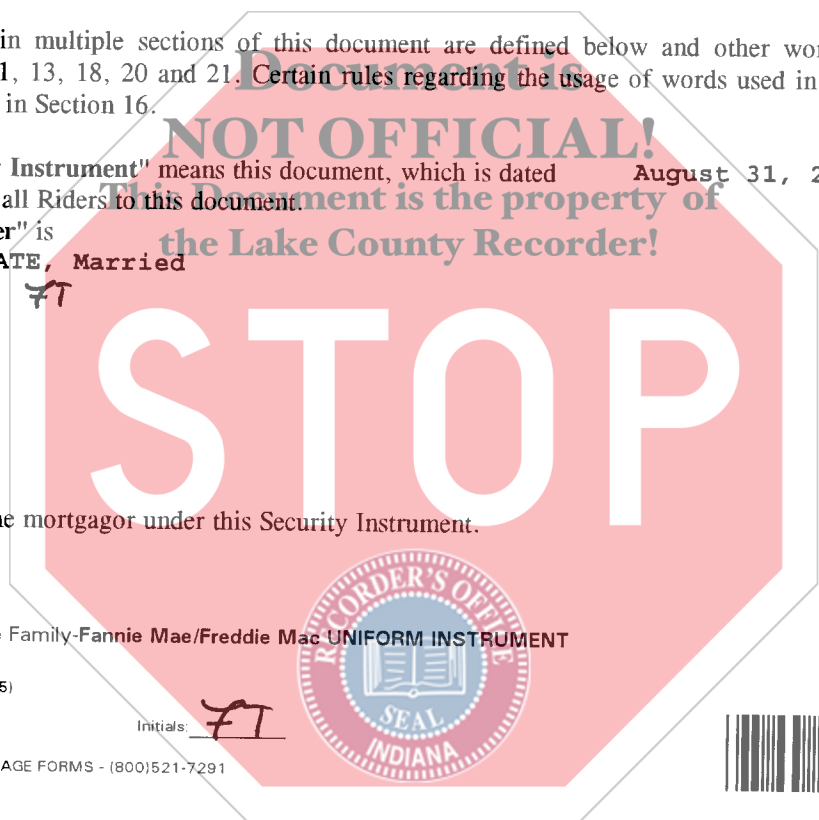 in multiple sections of this document are defined below and other wor
1, 13, 18, 20 and 21. Certain rules regarding the usage of words used in
in Section 16.
Document is
NOT OFFICIAL!
Instrument" means this document, which is dated August 31, 2
This Document is the property of
all Riders to this document.
er" is
the Lake County Recorder!
ATE, Married
FT
STOP
e mortgagor under this Security Instrument.
RECORDER'S OFFICE
Family-Fannie Mae/Freddie Mac UNIFORM INSTRUMENT
5)
SEAL
Initials: FT
INDIANA
AGE FORMS - (800)521-7291